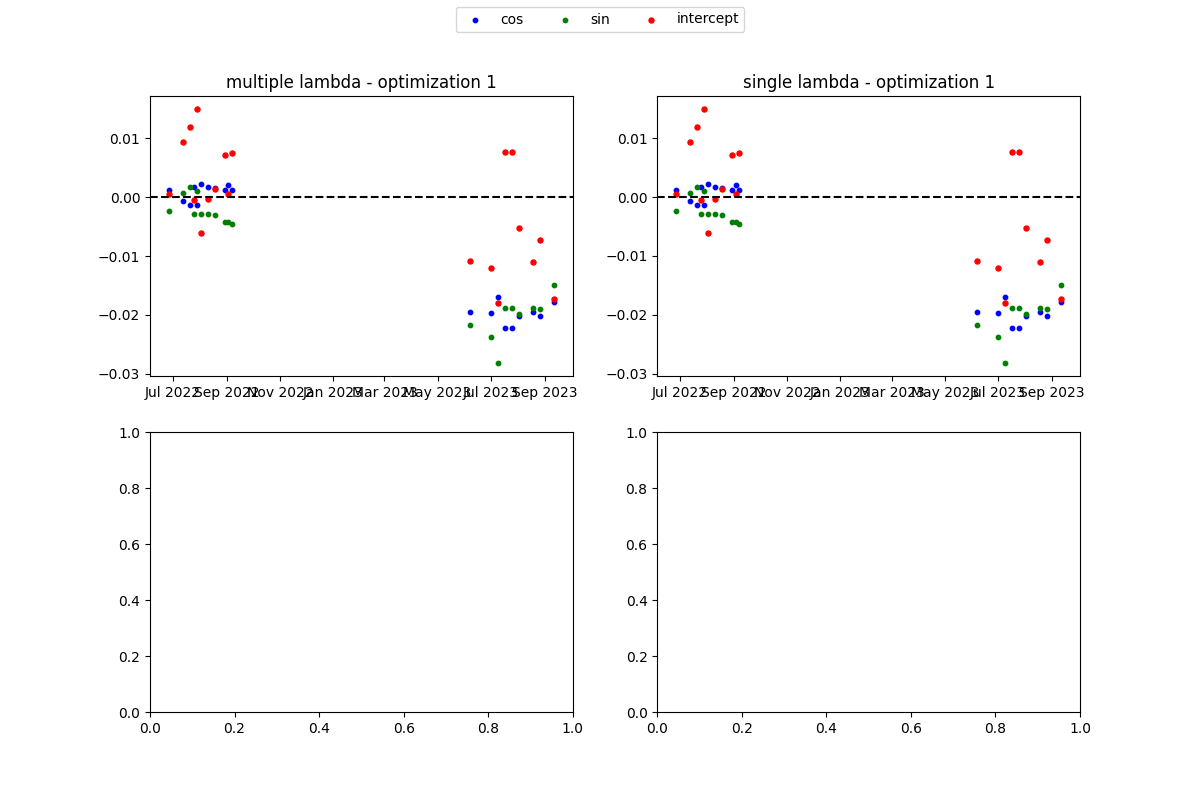 cos sin intercept
multiple lambda - optimization 1 single lambda - optimization 1
0.01 0.01
0.00 0.00
−0.01 −0.01
−0.02 −0.02
−0.03 −0.03
Jul 2022 Sep 2022 Nov 2022 Jan 2023 Mar 2023 May 2023 Jul 2023 Sep 2023 Jul 2022 Sep 2022 Nov 2022 Jan 2023 Mar 2023 May 2023 Jul 2023 Sep 2023
1.0 1.0
0.8 0.8
0.6 0.6
0.4 0.4
0.2 0.2
0.0 0.0
0.0 0.2 0.4 0.6 0.8 1.0 0.0 0.2 0.4 0.6 0.8 1.0